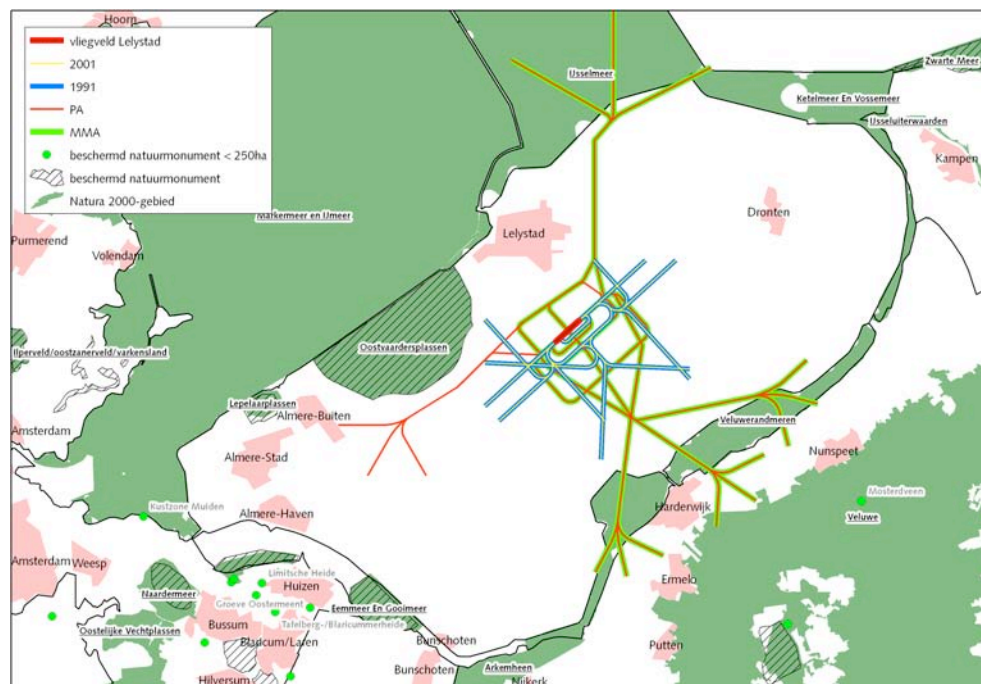 Hoorn
vliegveld Lelystad
2001
1991
PA
MMA
beschermd natuurmonument < 250ha
beschermd natuurmonument
Natura 2000-gebied
IJsselmeer
Zwarte Meer
Ketelmeer En Vossemeer
IJsseluiterwaarden
Kampen
Markermeer en IJmeer
Purmerend
Volendam
Lelystad
Dronten
Ilperveld/oostzanerveld/varkensland
Oostvaardersplassen
Lepelaarplassen
Almere-Buiten
Amsterdam
Almere-Stad
Veluwerandmeren
Nunspeet
Mosterdveen
Veluwe
Kustzone Muiden
Almere-Haven
Harderwijk
Amsterdam
Weesp
Limitsche Heide
Huizen
Ermelo
Naardermeer
Groeve Oostermeent
Eemmeer En Gooimeer
Oostelijke Vechtplassen
Bussum
Tafelberg-/Blaricummerheide
Bladcum/Laren
Bunschoten
Putten
Hilversum
Bunschoten
Arkemheen
Nijkerk